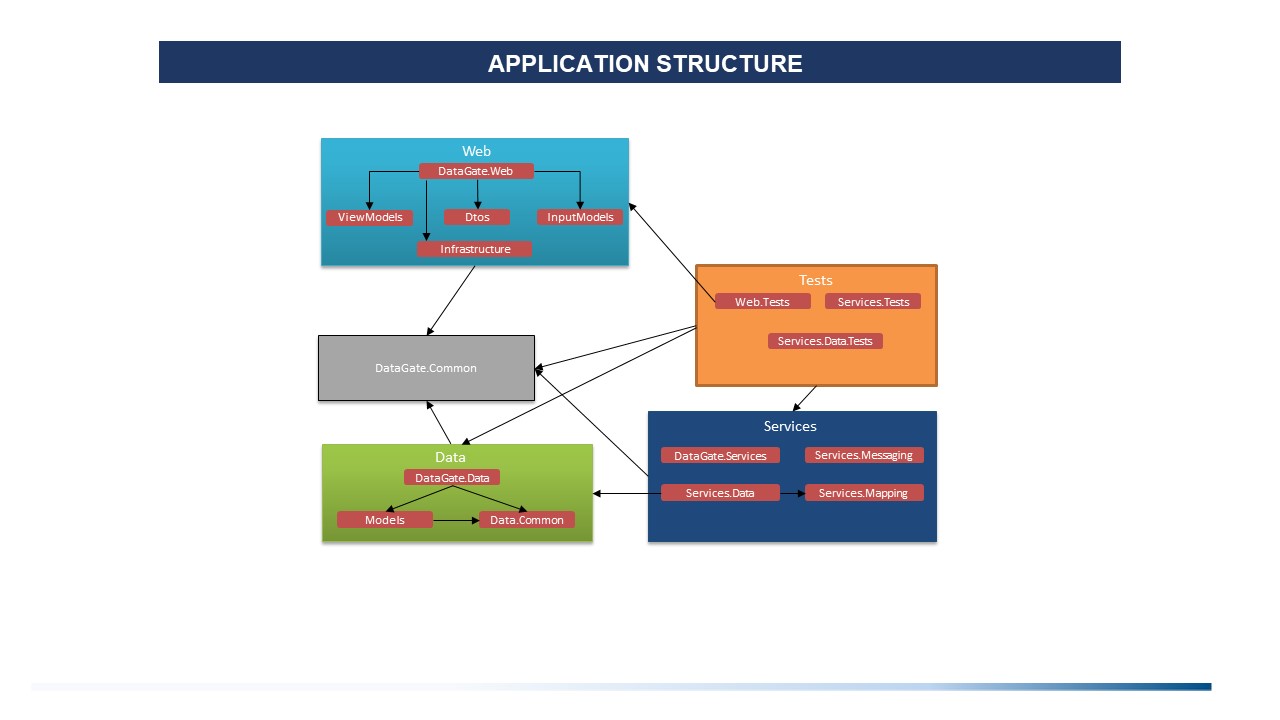 APPLICATION STRUCTURE
Web
DataGate.Web
ViewModels
Dtos
InputModels
Infrastructure
Tests
Web.Tests
Services.Tests
Services.Data.Tests
DataGate.Common
Services
DataGate.Services
Services.Messaging
Services.Data
Services.Mapping
Data
DataGate.Data
Models
Data.Common